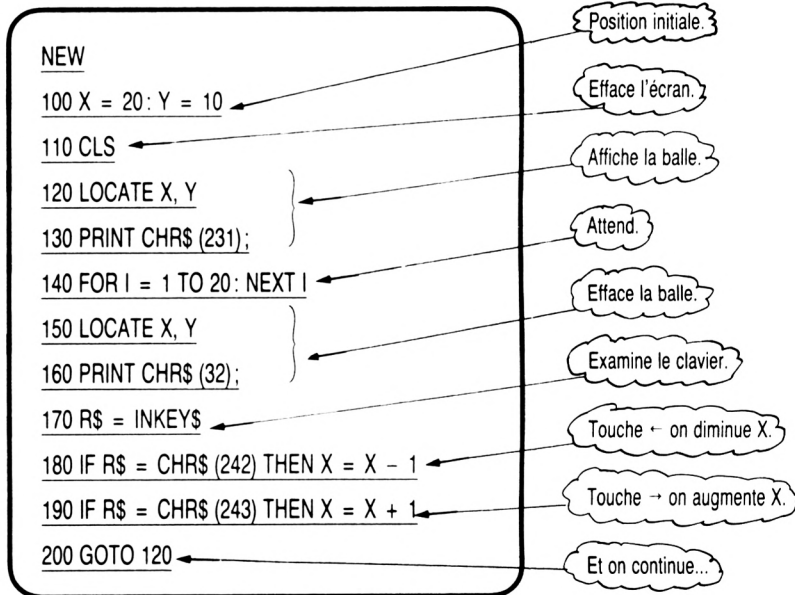 Position initiale.
NEW
100 X = 20 : Y = 10
Efface l'écran.
110 CLS
Affiche la balle.
120 LOCATE X, Y
130 PRINT CHR$ (231);
Attend.
140 FOR I = 1 TO 20 : NEXT I
Efface la balle.
150 LOCATE X, Y
160 PRINT CHR$ (32);
Examine le clavier.
170 R$ = INKEY$
Touche ← on diminue X.
180 IF R$ = CHR$ (242) THEN X = X – 1
Touche → on augmente X.
190 IF R$ = CHR$ (243) THEN X = X + 1
200 GOTO 120
Et on continue...